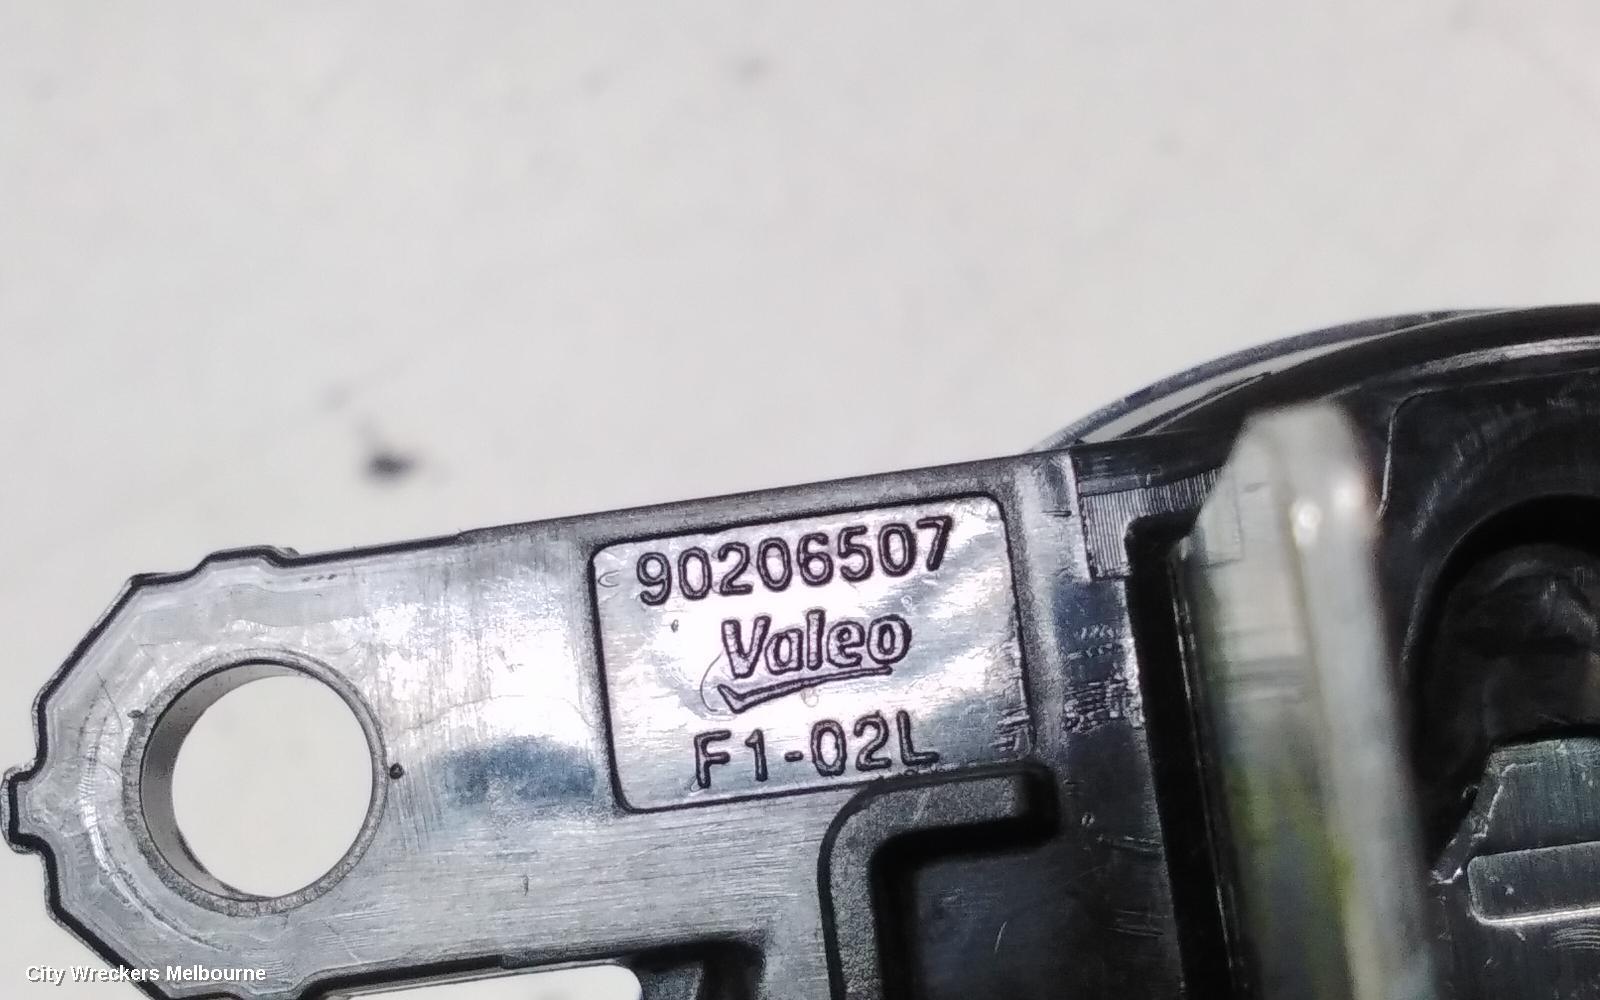 90206507
Valeo
F1-02L
City Wreckers Melbourne